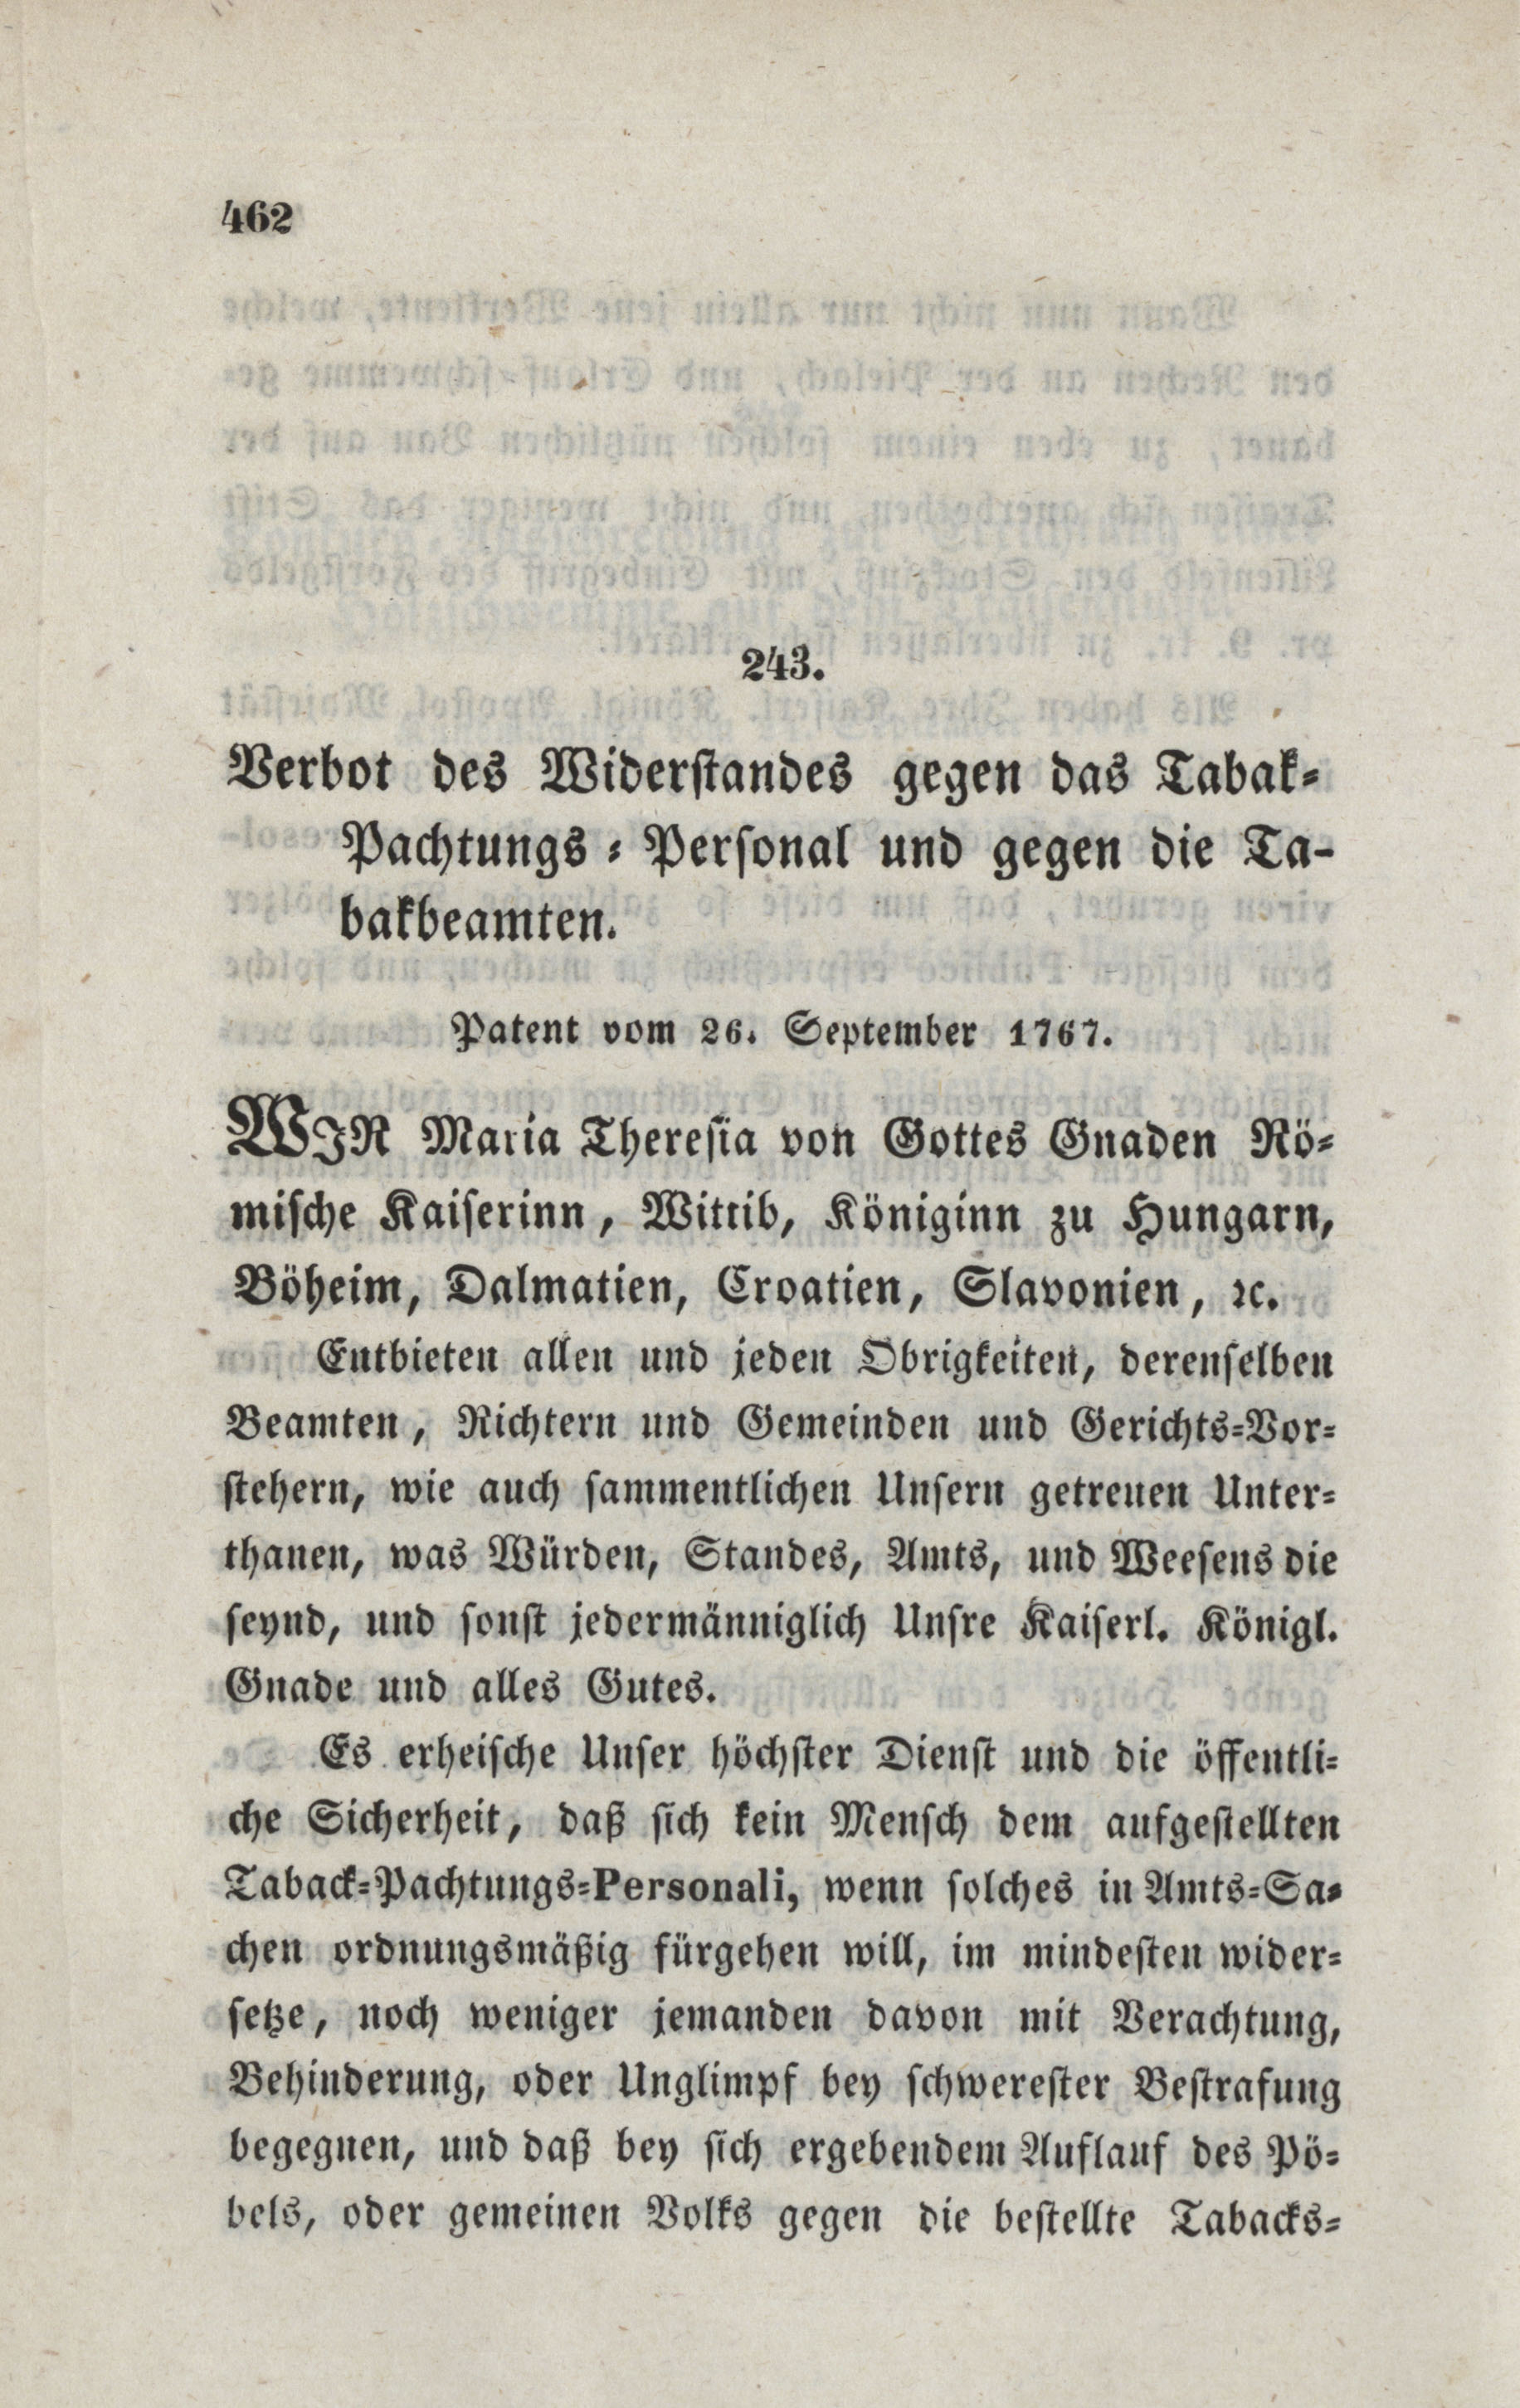 462
243.
Verbot des Widerstandes gegen das Tabak-
Pachtungs-Personal und gegen die Ta-
bakbeamten.
Patent vom 26. September 1767.
WJR Maria Theresia von Gottes Gnaden Rö-
mische Kaiserinn, Wittib, Königinn zu Hungarn,
Böheim, Dalmatien, Croatien, Slavonien, ꝛc.
Entbieten allen und jeden Obrigkeiten, derenselben
Beamten, Richtern und Gemeinden und Gerichts-Vor-
stehern, wie auch sammentlichen Unsern getreuen Unter-
thanen, was Würden, Standes, Amts, und Weesens die
seynd, und sonst jedermänniglich Unsre Kaiserl. Königl.
Gnade und alles Gutes.
Es erheische Unser höchster Dienst und die öffentli-
che Sicherheit, daß sich kein Mensch dem aufgestellten
Taback-Pachtungs-Personali, wenn solches in Amts-Sa-
chen ordnungsmäßig fürgehen will, im mindesten wider-
setze, noch weniger jemanden davon mit Verachtung,
Behinderung, oder Unglimpf bey schwerester Bestrafung
begegnen, und daß bey sich ergebendem Auflauf des Pö-
bels, oder gemeinen Volks gegen die bestellte Tabacks-